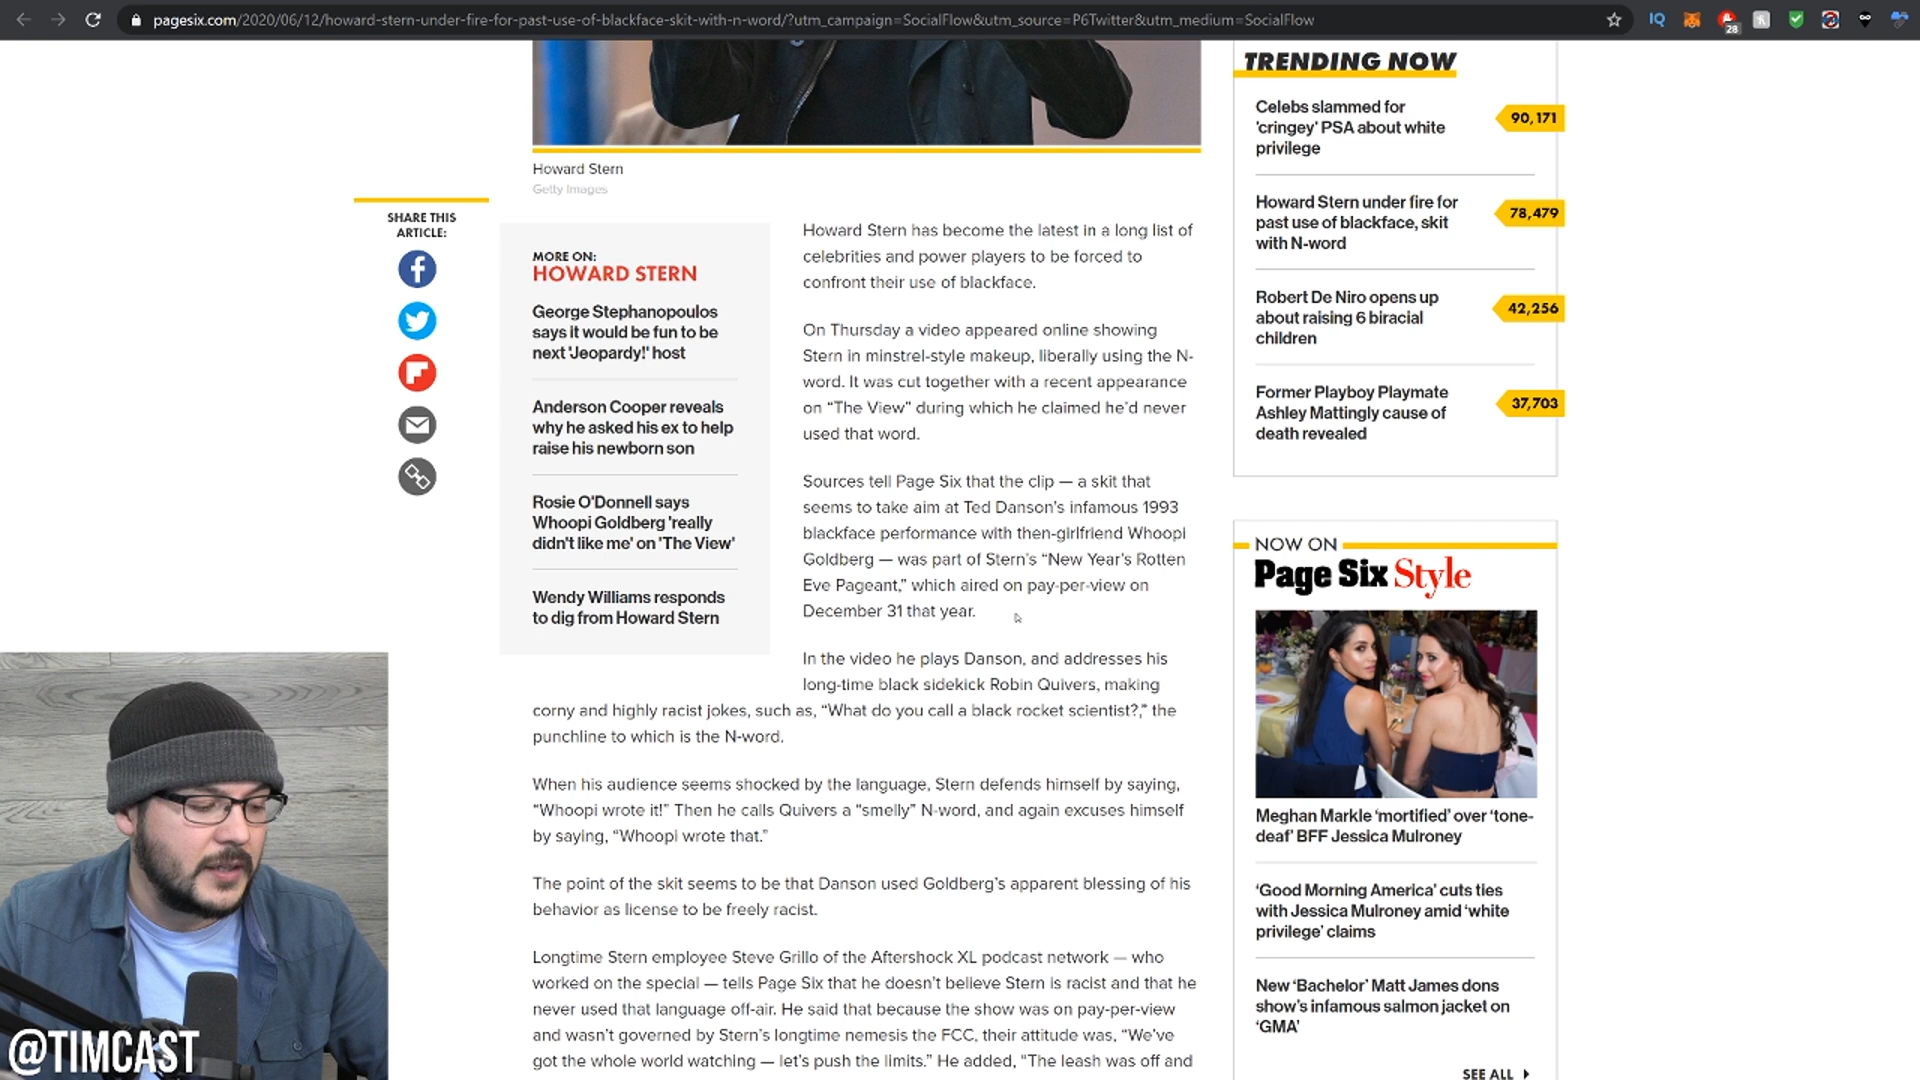 pagesix.com/2020/06/12/howard-stern-under-fire-for-past-use-of-blackface-skit-with-n-word/?utm_campaign=SocialFlow&utm_source=P6Twitter&utm_medium=SocialFlow
IQ
28
Howard Stern
Getty Images
SHARE THIS
ARTICLE:
MORE ON:
HOWARD STERN
George Stephanopoulos
says it would be fun to be
next 'Jeopardy!' host
Anderson Cooper reveals
why he asked his ex to help
raise his newborn son
Rosie O'Donnell says
Whoopi Goldberg 'really
didn't like me' on 'The View'
Wendy Williams responds
to dig from Howard Stern
Howard Stern has become the latest in a long list of
celebrities and power players to be forced to
confront their use of blackface.
On Thursday a video appeared online showing
Stern in minstrel-style makeup, liberally using the N-
word. It was cut together with a recent appearance
on “The View” during which he claimed he’d never
used that word.
Sources tell Page Six that the clip — a skit that
seems to take aim at Ted Danson’s infamous 1993
blackface performance with then-girlfriend Whoopi
Goldberg — was part of Stern’s “New Year’s Rotten
Eve Pageant,” which aired on pay-per-view on
December 31 that year.
In the video he plays Danson, and addresses his
long-time black sidekick Robin Quivers, making
corny and highly racist jokes, such as, “What do you call a black rocket scientist?,” the
punchline to which is the N-word.
When his audience seems shocked by the language, Stern defends himself by saying,
“Whoopi wrote it!” Then he calls Quivers a “smelly” N-word, and again excuses himself
by saying, “Whoopi wrote that.”
The point of the skit seems to be that Danson used Goldberg’s apparent blessing of his
behavior as license to be freely racist.
Longtime Stern employee Steve Grillo of the Aftershock XL podcast network — who
worked on the special — tells Page Six that he doesn’t believe Stern is racist and that he
never used that language off-air. He said that because the show was on pay-per-view
and wasn’t governed by Stern’s longtime nemesis the FCC, their attitude was, “We’ve
got the whole world watching — let’s push the limits.” He added, “The leash was off and
TRENDING NOW
Celebs slammed for
'cringey' PSA about white
privilege
90,171
Howard Stern under fire for
past use of blackface, skit
with N-word
78,479
Robert De Niro opens up
about raising 6 biracial
children
42,256
Former Playboy Playmate
Ashley Mattingly cause of
death revealed
37,703
NOW ON
Page Six Style
Meghan Markle ‘mortified’ over ‘tone-
deaf’ BFF Jessica Mulroney
‘Good Morning America’ cuts ties
with Jessica Mulroney amid ‘white
privilege’ claims
New ‘Bachelor’ Matt James dons
show’s infamous salmon jacket on
‘GMA’
SEE ALL
@TIMCAST